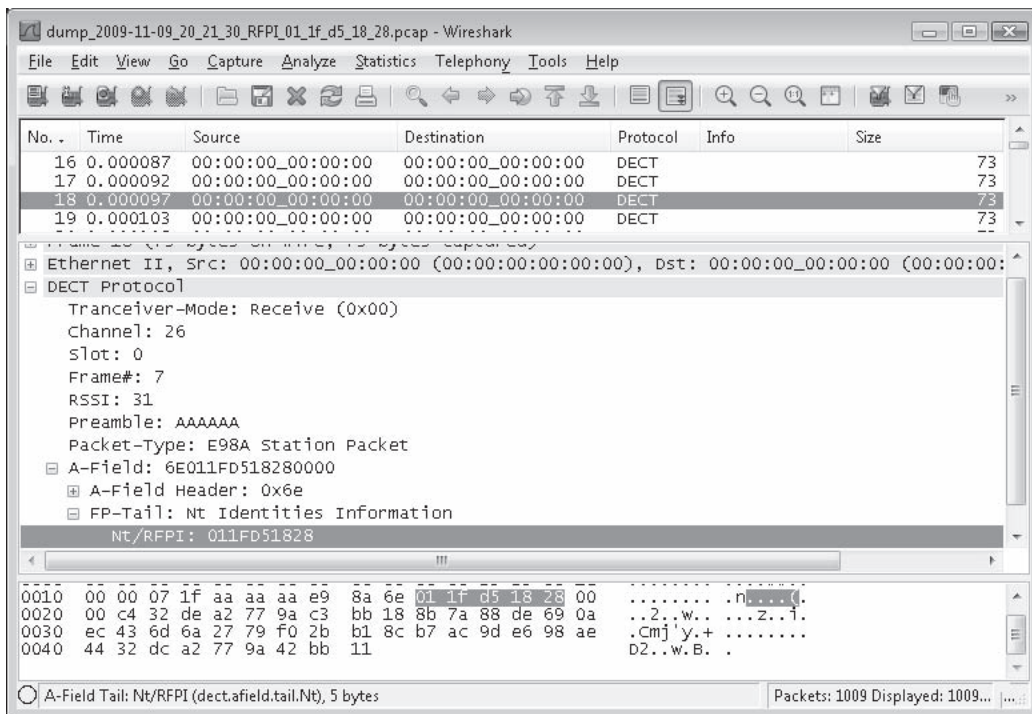 dump_2009-11-09_20_21_30_RFPI_01_1f_d5_18_28.pcap - Wireshark
File Edit View Go Capture Analyze Statistics Telephony Tools Help
No. . Time Source Destination Protocol Info Size
16 0.000087 00:00:00_00:00:00 00:00:00_00:00:00 DECT 73
17 0.000092 00:00:00_00:00:00 00:00:00_00:00:00 DECT 73
18 0.000097 00:00:00_00:00:00 00:00:00_00:00:00 DECT 73
19 0.000103 00:00:00_00:00:00 00:00:00_00:00:00 DECT 73
Ethernet II, Src: 00:00:00_00:00:00 (00:00:00:00:00:00), Dst: 00:00:00_00:00:00 (00:00:00:
DECT Protocol
Tranceiver-Mode: Receive (0x00)
Channel: 26
Slot: 0
Frame#: 7
RSSI: 31
Preamble: AAAAAA
Packet-Type: E98A Station Packet
A-Field: 6E011FD518280000
A-Field Header: 0x6e
FP-Tail: Nt Identities Information
Nt/RFPI: 011FD51828
0010 00 00 07 1f aa aa aa e9 8a 6e 01 1f d5 18 28 00 ........ .n....(.
0020 00 c4 32 de a2 77 9a c3 bb 18 8b 7a 88 de 69 0a ..2..w.. ...z..i.
0030 ec 43 6d 6a 27 79 f0 2b b1 8c b7 ac 9d e6 98 ae .Cmj'y.+ ........
0040 44 32 dc a2 77 9a 42 bb 11 D2..w.B. .
A-Field Tail: Nt/RFPI (dect.afield.tail.Nt), 5 bytes Packets: 1009 Displayed: 1009... ...